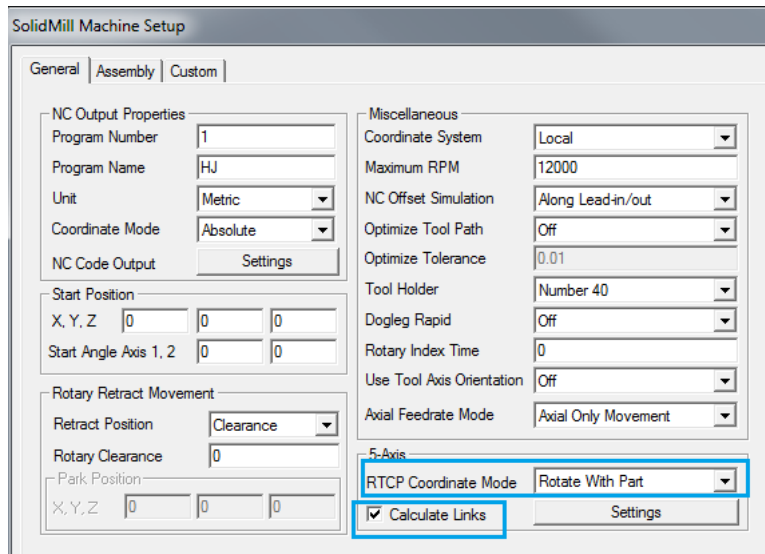 SolidMill Machine Setup
General Assembly Custom
NC Output Properties
Program Number 1
Program Name HJ
Unit Metric
Coordinate Mode Absolute
NC Code Output Settings
Start Position
X, Y, Z 0 0 0
Start Angle Axis 1, 2 0 0
Rotary Retract Movement
Retract Position Clearance
Rotary Clearance 0
Park Position
X,Y,Z 0 0 0
Miscellaneous
Coordinate System Local
Maximum RPM 12000
NC Offset Simulation Along Lead-in/out
Optimize Tool Path Off
Optimize Tolerance 0.01
Tool Holder Number 40
Dogleg Rapid Off
Rotary Index Time 0
Use Tool Axis Orientation Off
Axial Feedrate Mode Axial Only Movement
5-Axis
RTCP Coordinate Mode Rotate With Part
Calculate Links Settings